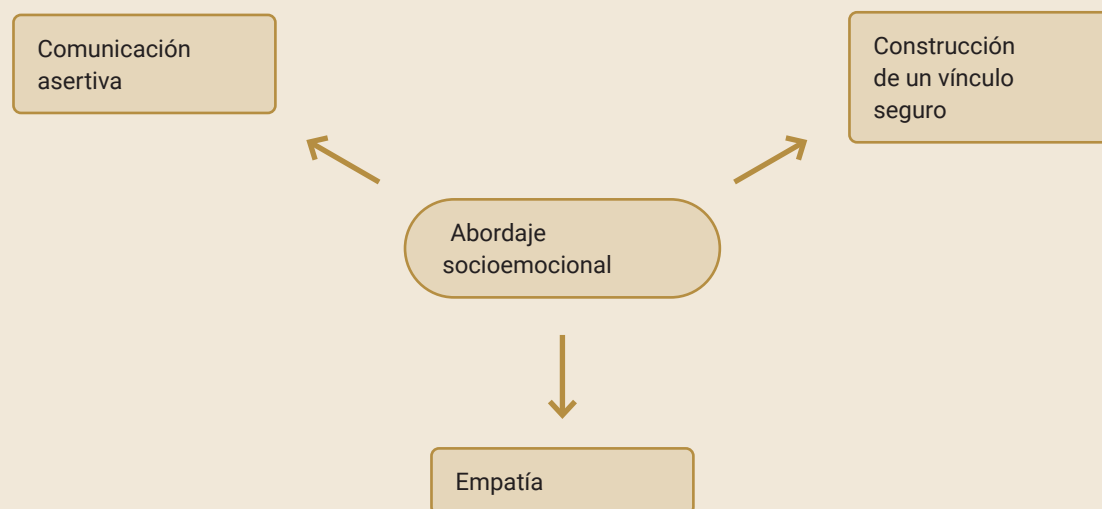 Comunicación
asertiva
Construcción
de un vínculo
seguro
Abordaje
socioemocional
Empatía